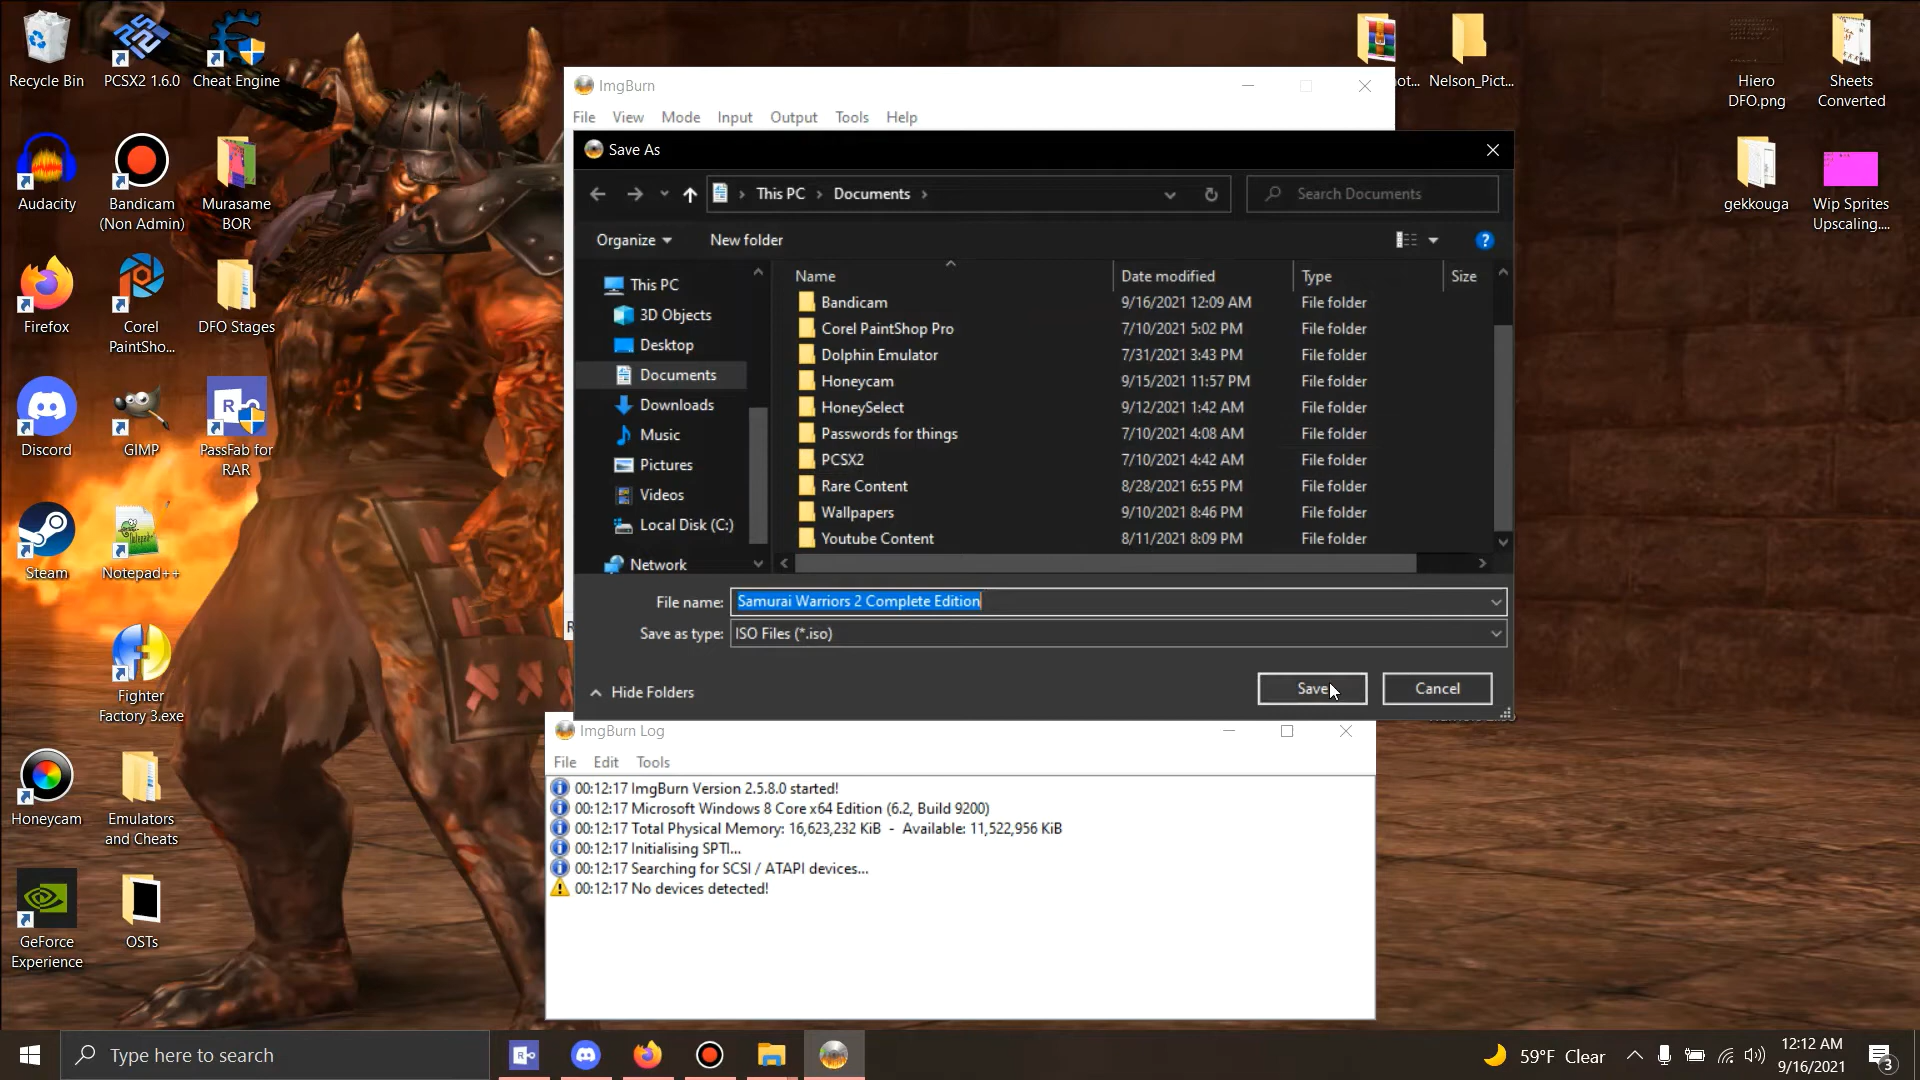 Recycle Bin
PCSX2 1.6.0
Cheat Engine
Audacity
Bandicam
(Non Admin)
Murasame
BOR
Firefox
Corel
PaintSho...
DFO Stages
Discord
GIMP
PassFab for
RAR
Steam
Notepad++
Fighter
Factory 3.exe
Honeycam
Emulators
and Cheats
GeForce
Experience
OSTs
Nelson_Pict...
Hiero
DFO.png
Sheets
Converted
gekkouga
Wip Sprites
Upscaling....
ImgBurn
File View Mode Input Output Tools Help
Save As
This PC Documents
Search Documents
Organize New folder
This PC
3D Objects
Desktop
Documents
Downloads
Music
Pictures
Videos
Local Disk (C:)
Network
Name Date modified Type Size
Bandicam 9/16/2021 12:09 AM File folder
Corel PaintShop Pro 7/10/2021 5:02 PM File folder
Dolphin Emulator 7/31/2021 3:43 PM File folder
Honeycam 9/15/2021 11:57 PM File folder
HoneySelect 9/12/2021 1:42 AM File folder
Passwords for things 7/10/2021 4:08 AM File folder
PCSX2 7/10/2021 4:42 AM File folder
Rare Content 8/28/2021 6:55 PM File folder
Wallpapers 9/10/2021 8:46 PM File folder
Youtube Content 8/11/2021 8:09 PM File folder
File name: Samurai Warriors 2 Complete Edition
Save as type: ISO Files (*.iso)
Hide Folders
Save Cancel
ImgBurn Log
File Edit Tools
00:12:17 ImgBurn Version 2.5.8.0 started!
00:12:17 Microsoft Windows 8 Core x64 Edition (6.2, Build 9200)
00:12:17 Total Physical Memory: 16,623,232 KiB - Available: 11,522,956 KiB
00:12:17 Initialising SPTI...
00:12:17 Searching for SCSI / ATAPI devices...
00:12:17 No devices detected!
Type here to search
59°F Clear
12:12 AM
9/16/2021
3